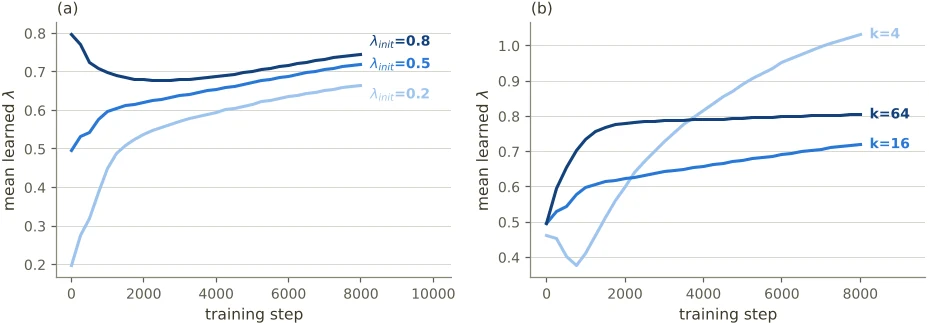 (a)
mean learned λ
0.8
0.7
0.6
0.5
0.4
0.3
0.2
λinit=0.8
λinit=0.5
λinit=0.2
0 2000 4000 6000 8000 10000
training step
(b)
mean learned λ
1.0
0.9
0.8
0.7
0.6
0.5
0.4
k=4
k=64
k=16
0 2000 4000 6000 8000
training step